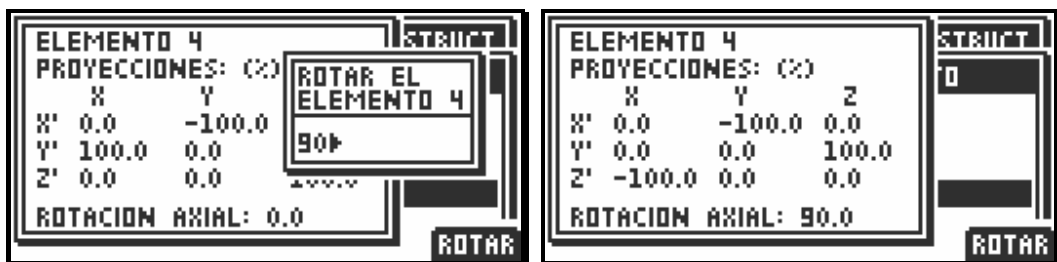 ELEMENTO 4
PROYECCIONES: (%)
X Y
X' 0.0 -100.0
Y' 100.0 0.0
Z' 0.0 0.0
ROTACION AXIAL: 0.0
ROTAR EL
ELEMENTO 4
90
ROTAR
ELEMENTO 4
PROYECCIONES: (%)
X Y Z
X' 0.0 -100.0 0.0
Y' 0.0 0.0 100.0
Z' -100.0 0.0 0.0
ROTACION AXIAL: 90.0
ROTAR